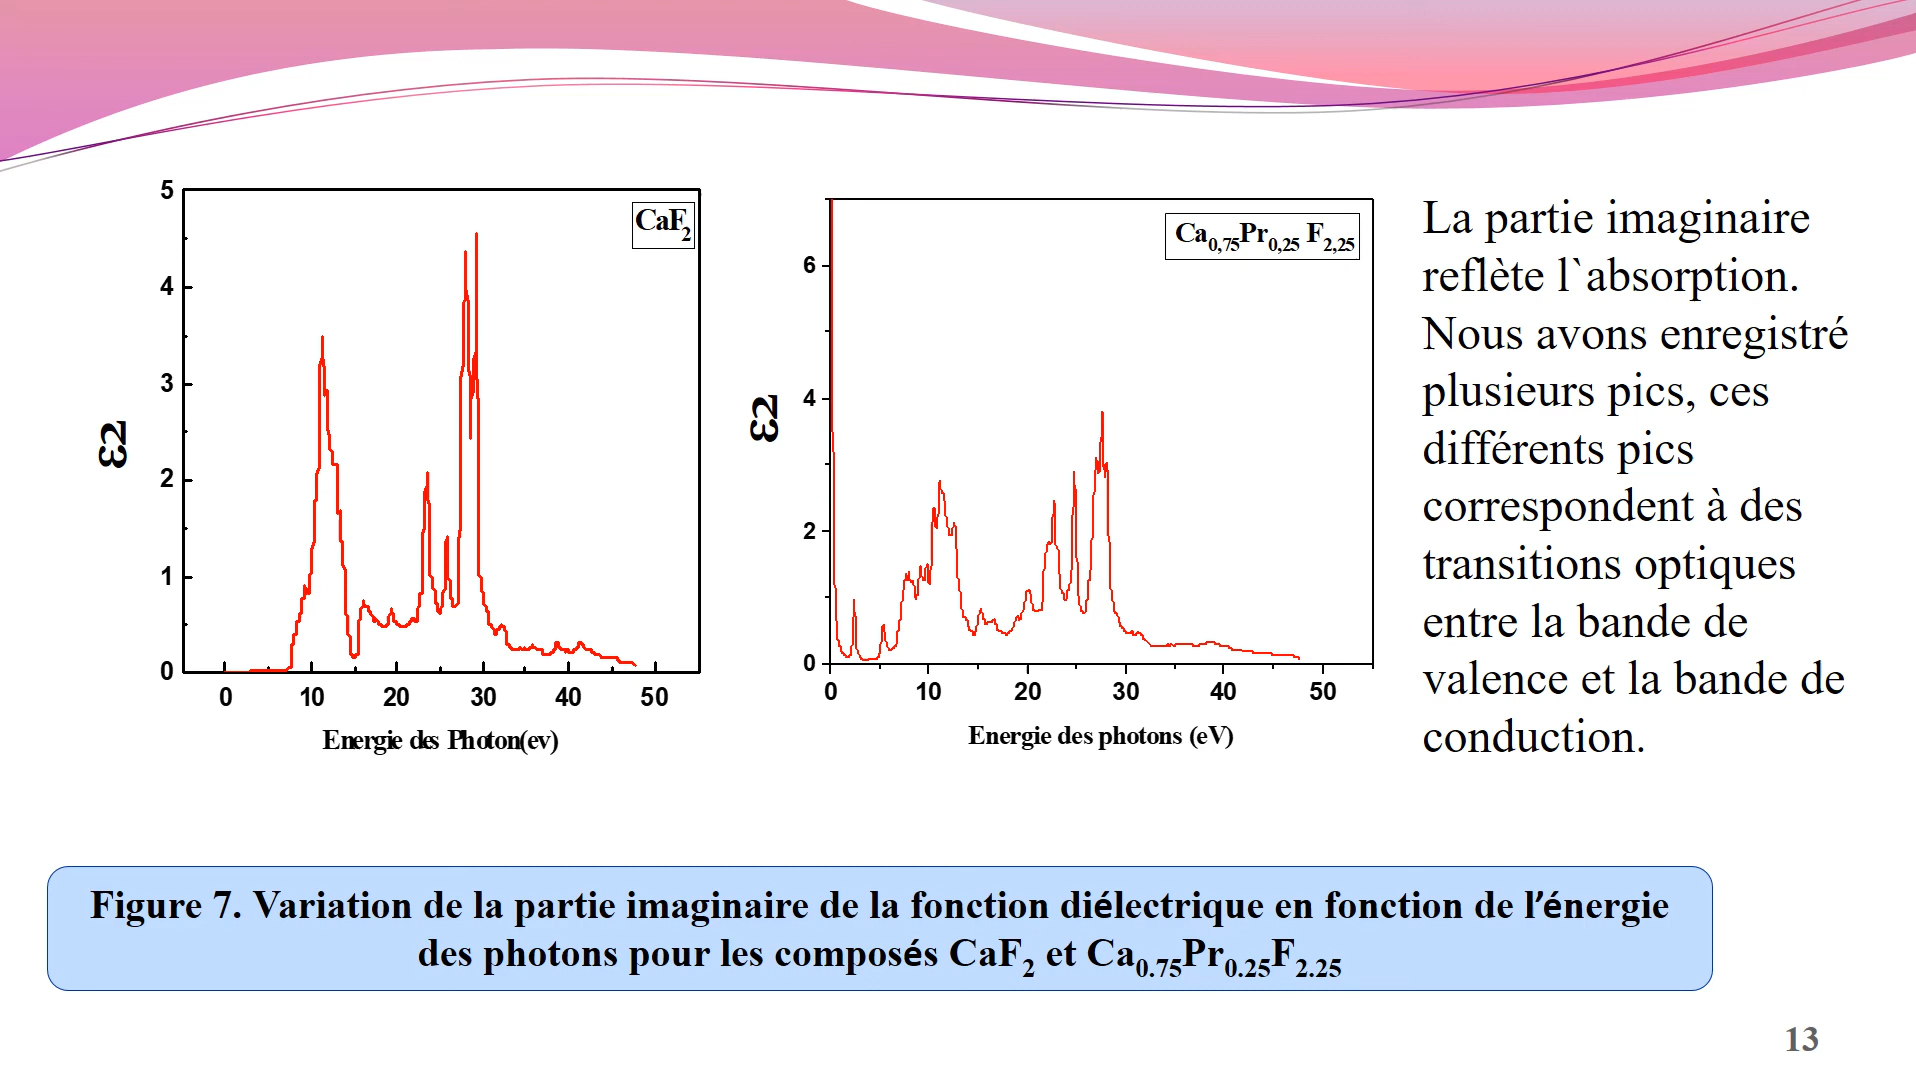 5
4
3
2
1
0
ε2
CaF2
0 10 20 30 40 50
Energie des Photon(ev)
6
4
2
0
ε2
Ca0,75Pr0,25 F2,25
0 10 20 30 40 50
Energie des photons (eV)
La partie imaginaire
reflète l`absorption.
Nous avons enregistré
plusieurs pics, ces
différents pics
correspondent à des
transitions optiques
entre la bande de
valence et la bande de
conduction.
Figure 7. Variation de la partie imaginaire de la fonction diélectrique en fonction de l’énergie
des photons pour les composés CaF2 et Ca0.75Pr0.25F2.25
13